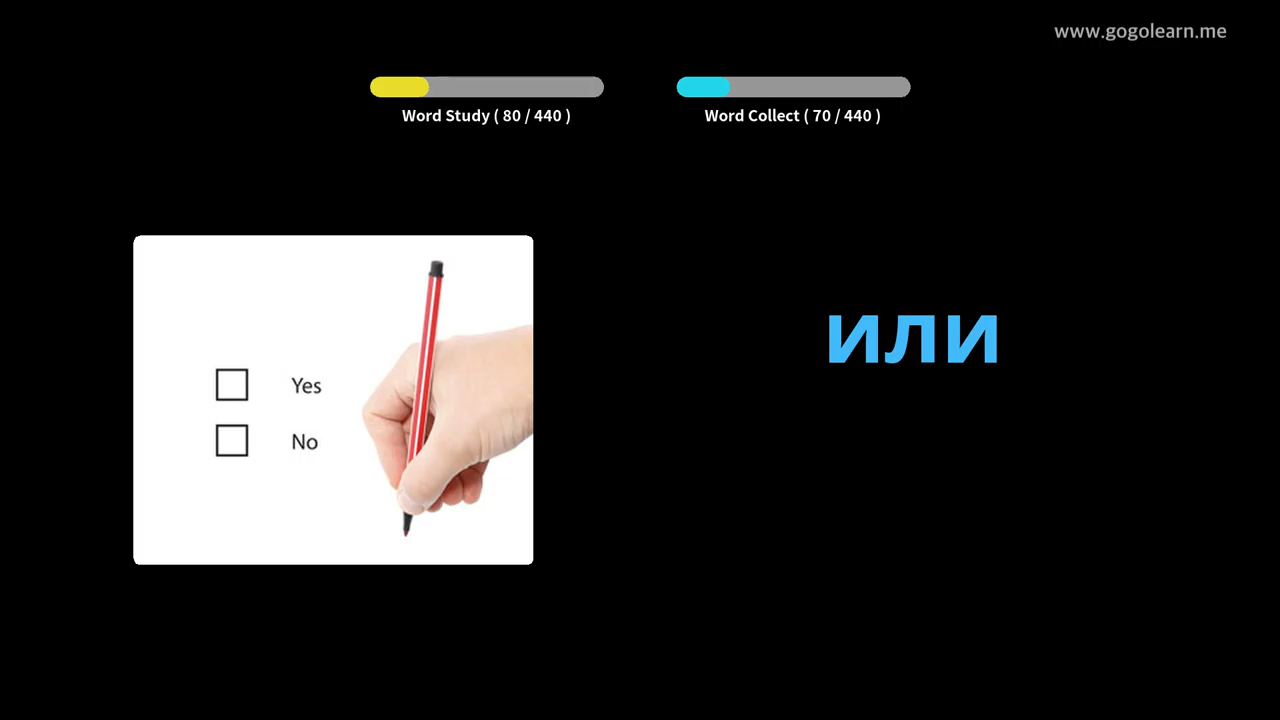 www.gogolearn.me
Word Study ( 80 / 440 )
Word Collect ( 70 / 440 )
Yes
No
или